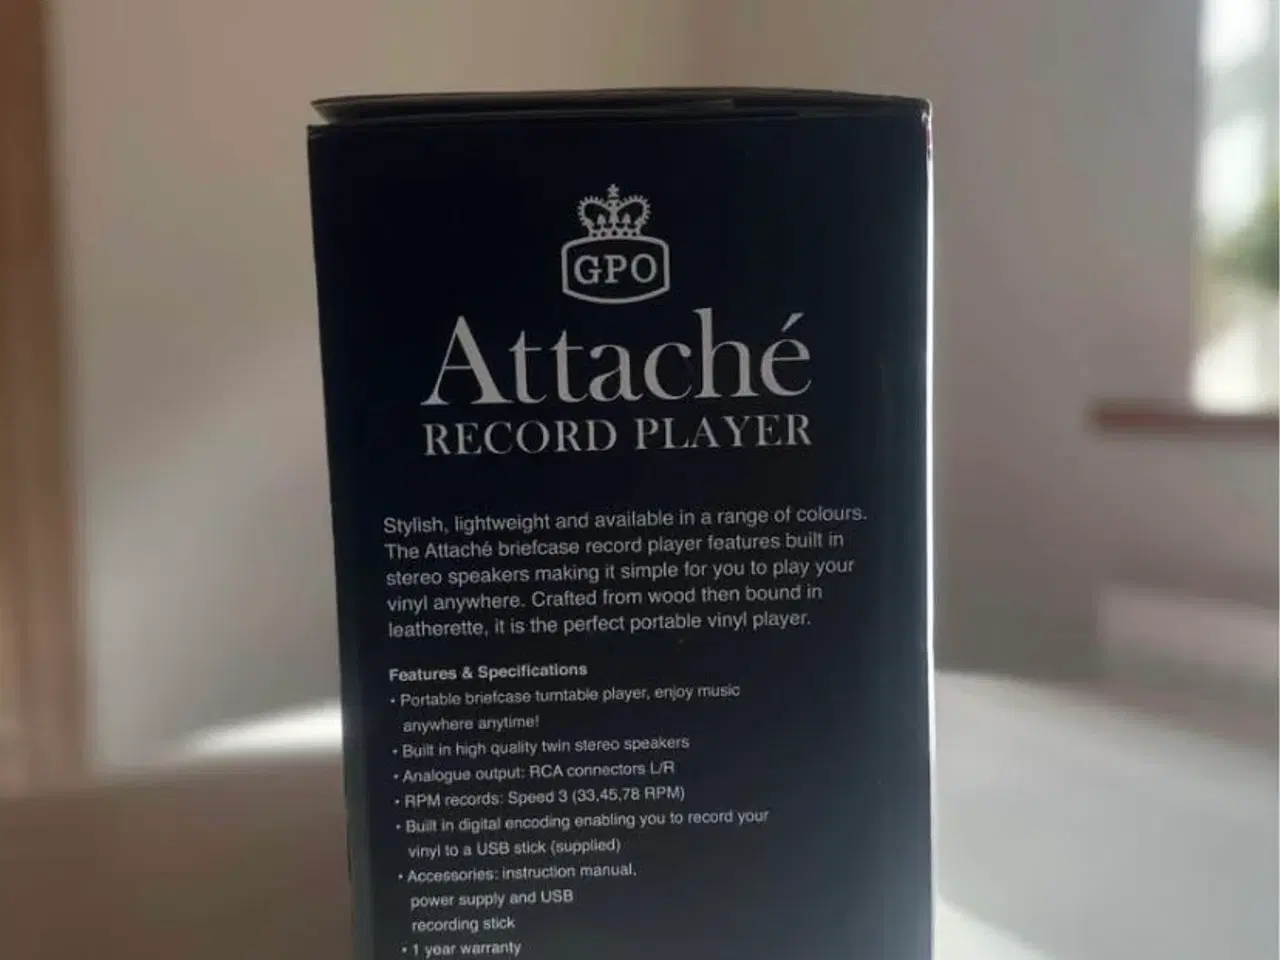 GPO
Attaché
RECORD PLAYER
Stylish, lightweight and available in a range of colours.
The Attaché briefcase record player features built in
stereo speakers making it simple for you to play your
vinyl anywhere. Crafted from wood then bound in
leatherette, it is the perfect portable vinyl player.
Features & Specifications
• Portable briefcase turntable player, enjoy music
anywhere anytime!
• Built in high quality twin stereo speakers
• Analogue output: RCA connectors L/R
• RPM records: Speed 3 (33,45,78 RPM)
• Built in digital encoding enabling you to record your
vinyl to a USB stick (supplied)
• Accessories: instruction manual,
power supply and USB
recording stick
• 1 year warranty